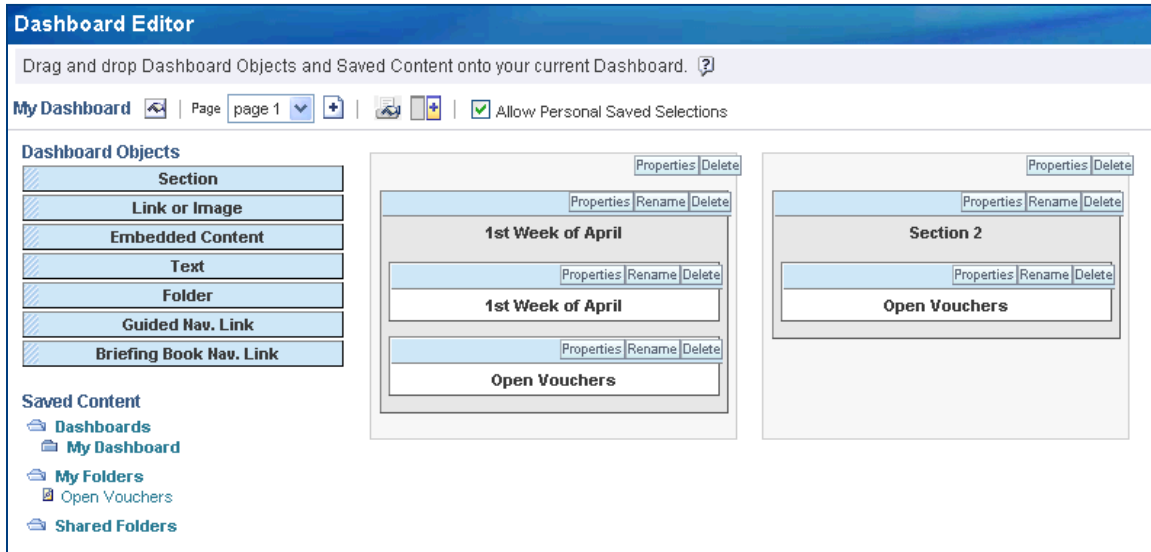 Dashboard Editor
Drag and drop Dashboard Objects and Saved Content onto your current Dashboard.
My Dashboard | Page page 1 | | Allow Personal Saved Selections
Dashboard Objects
Section
Link or Image
Embedded Content
Text
Folder
Guided Nav. Link
Briefing Book Nav. Link
Saved Content
Dashboards
My Dashboard
My Folders
Open Vouchers
Shared Folders
Properties Delete
Properties Rename Delete
1st Week of April
Properties Rename Delete
1st Week of April
Properties Rename Delete
Open Vouchers
Properties Delete
Properties Rename Delete
Section 2
Properties Rename Delete
Open Vouchers